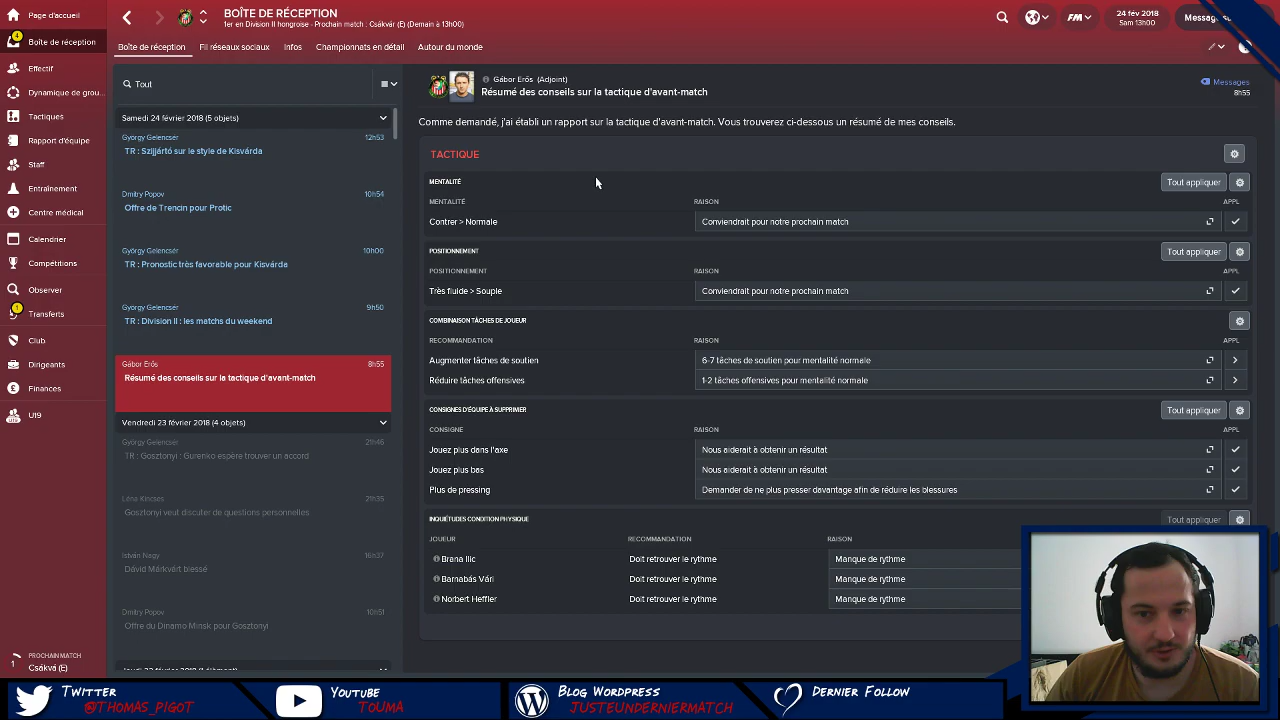 Page d'accueil
4
Boîte de réception
Effectif
Dynamique de grou...
Tactiques
Rapport d'équipe
Staff
Entraînement
Centre médical
Calendrier
Compétitions
Observer
1
Transferts
Club
Dirigeants
Finances
U19
PROCHAIN MATCH
Csákvá (E)
BOÎTE DE RÉCEPTION
1er en Division II hongroise - Prochain match : Csákvár (E) (Demain à 13h00)
FM
24 fév 2018
Sam 13h00
Boîte de réception
Fil réseaux sociaux
Infos
Championnats en détail
Autour du monde
Tout
Samedi 24 février 2018 (5 objets)
György Gelencsér 12h53
TR : Szijjártó sur le style de Kisvárda
Dmitry Popov 10h54
Offre de Trencin pour Protic
György Gelencsér 10h00
TR : Pronostic très favorable pour Kisvárda
György Gelencsér 9h50
TR : Division II : les matchs du weekend
Gábor Erős 8h55
Résumé des conseils sur la tactique d'avant-match
Vendredi 23 février 2018 (4 objets)
György Gelencsér 21h46
TR : Gosztonyi : Gurenko espère trouver un accord
Léna Kincses 21h35
Gosztonyi veut discuter de questions personnelles
István Nagy 16h37
Dávid Márkvárt blessé
Dmitry Popov 10h51
Offre du Dinamo Minsk pour Gosztonyi
Gábor Erős (Adjoint)
Résumé des conseils sur la tactique d'avant-match
Messages
8h55
Comme demandé, j'ai établi un rapport sur la tactique d'avant-match. Vous trouverez ci-dessous un résumé de mes conseils.
TACTIQUE
MENTALITÉ Tout appliquer
MENTALITÉ RAISON APPL
Contrer > Normale Conviendrait pour notre prochain match
POSITIONNEMENT Tout appliquer
POSITIONNEMENT RAISON APPL
Très fluide > Souple Conviendrait pour notre prochain match
COMBINAISON TÂCHES DE JOUEUR
RECOMMANDATION RAISON APPL
Augmenter tâches de soutien 6-7 tâches de soutien pour mentalité normale
Réduire tâches offensives 1-2 tâches offensives pour mentalité normale
CONSIGNES D'ÉQUIPE À SUPPRIMER Tout appliquer
CONSIGNE RAISON APPL
Jouez plus dans l'axe Nous aiderait à obtenir un résultat
Jouez plus bas Nous aiderait à obtenir un résultat
Plus de pressing Demander de ne plus presser davantage afin de réduire les blessures
INQUIÉTUDES CONDITION PHYSIQUE Tout appliquer
JOUEUR RECOMMANDATION RAISON
Brana Ilic Doit retrouver le rythme Manque de rythme
Barnabás Vári Doit retrouver le rythme Manque de rythme
Norbert Heffler Doit retrouver le rythme Manque de rythme
Twitter
@Thomas_Pigot
Youtube
Touma
Blog Wordpress
justeunderniermatch
Dernier Follow